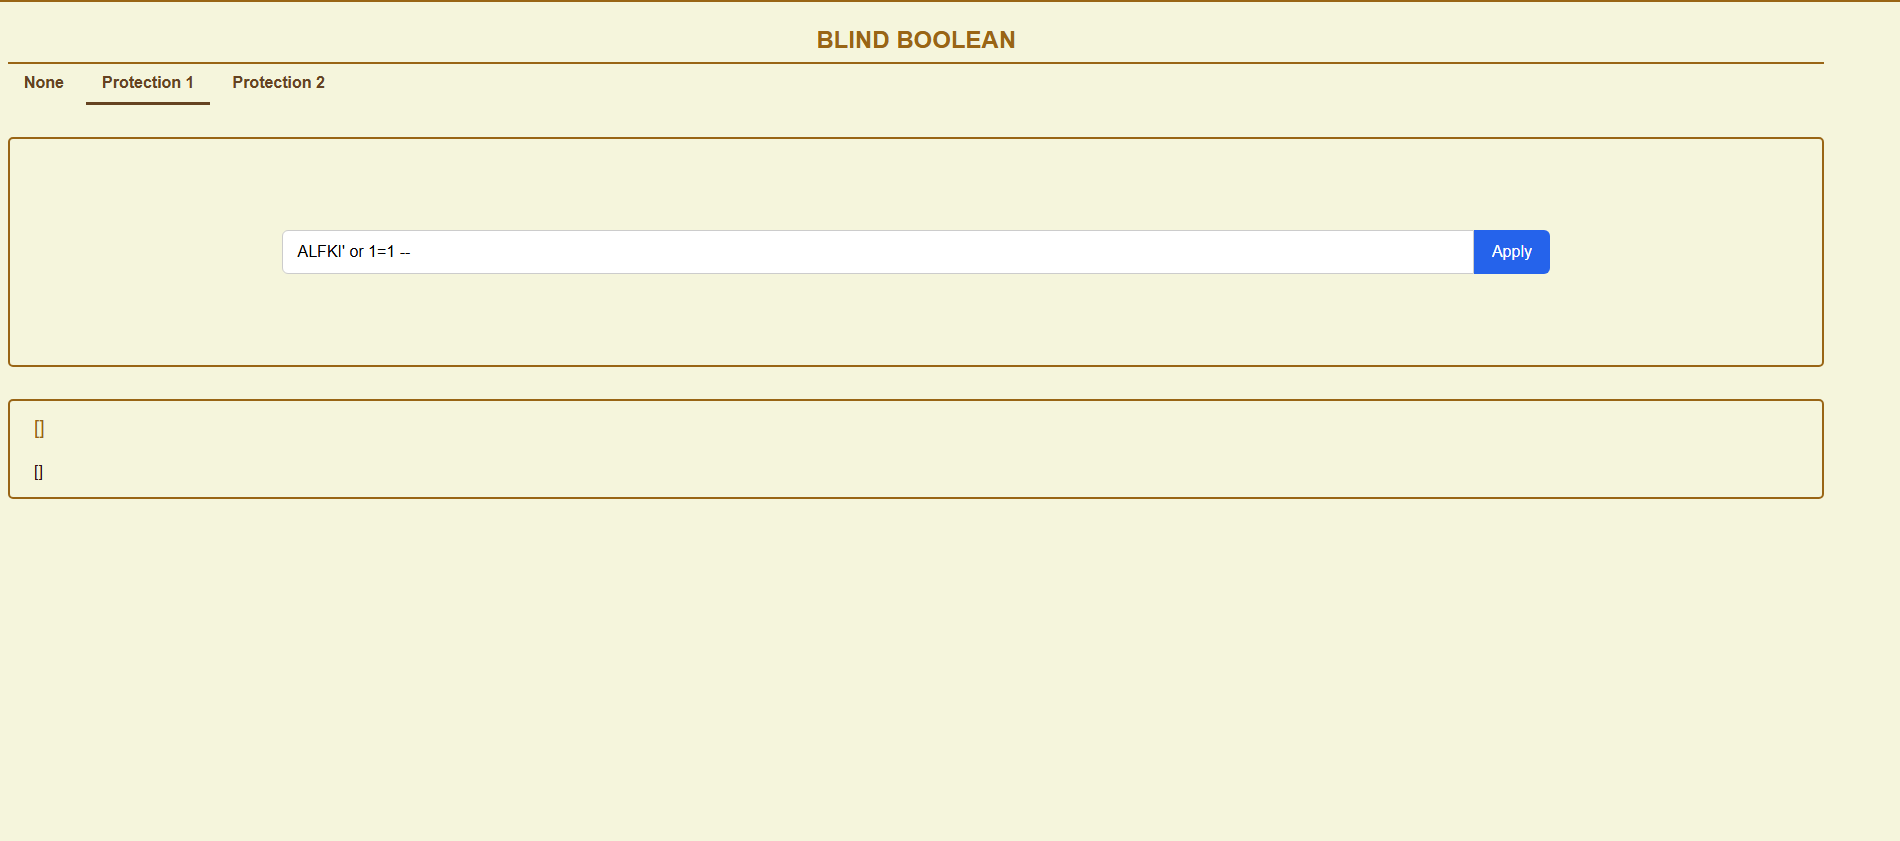 BLIND BOOLEAN
None Protection 1 Protection 2
ALFKI' or 1=1 -- Apply
[]
[]